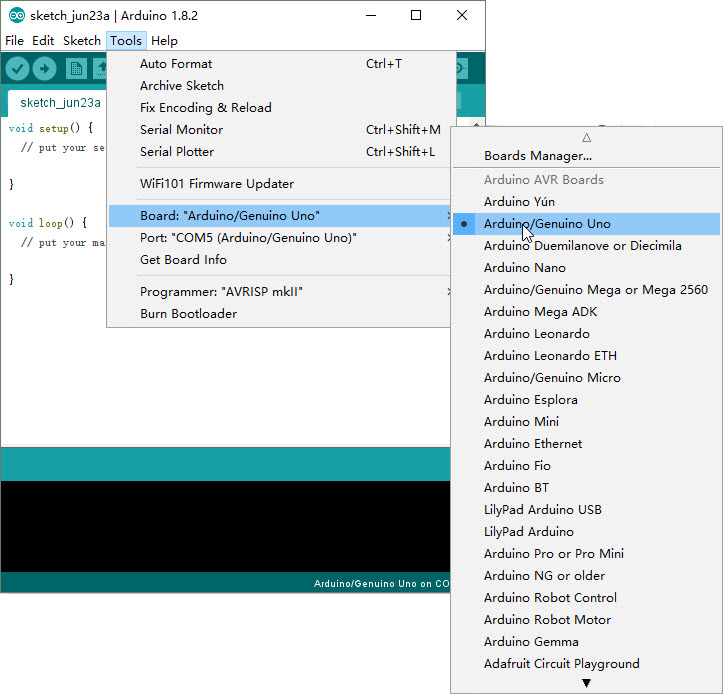 sketch_jun23a | Arduino 1.8.2
File Edit Sketch Tools Help
sketch_jun23a
void setup() {
// put your se
}
void loop() {
// put your mai
}
Auto Format Ctrl+T
Archive Sketch
Fix Encoding & Reload
Serial Monitor Ctrl+Shift+M
Serial Plotter Ctrl+Shift+L
WiFi101 Firmware Updater
Board: "Arduino/Genuino Uno"
Port: "COM5 (Arduino/Genuino Uno)"
Get Board Info
Programmer: "AVRISP mkII"
Burn Bootloader
Boards Manager...
Arduino AVR Boards
Arduino Yún
Arduino/Genuino Uno
Arduino Duemilanove or Diecimila
Arduino Nano
Arduino/Genuino Mega or Mega 2560
Arduino Mega ADK
Arduino Leonardo
Arduino Leonardo ETH
Arduino/Genuino Micro
Arduino Esplora
Arduino Mini
Arduino Ethernet
Arduino Fio
Arduino BT
LilyPad Arduino USB
LilyPad Arduino
Arduino Pro or Pro Mini
Arduino NG or older
Arduino Robot Control
Arduino Robot Motor
Arduino Gemma
Adafruit Circuit Playground
Arduino/Genuino Uno on CO